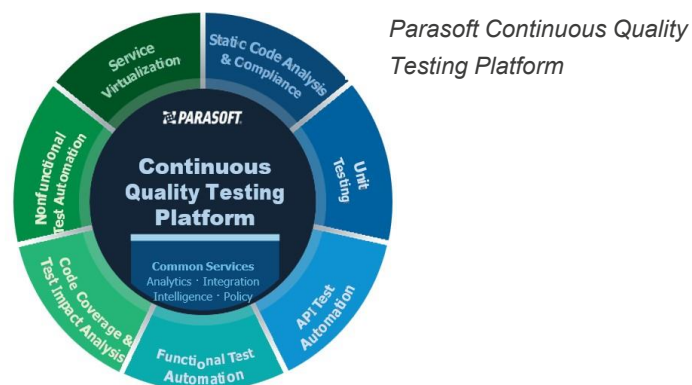 Parasoft Continuous Quality
Testing Platform
Static Code Analysis
& Compliance
Unit
Testing
API Test
Automation
Functional Test
Automation
Code Coverage &
Test Impact Analysis
Nonfunctional
Test Automation
Service
Virtualization
PARASOFT.
Continuous
Quality Testing
Platform
Common Services
Analytics · Integration
Intelligence · Policy